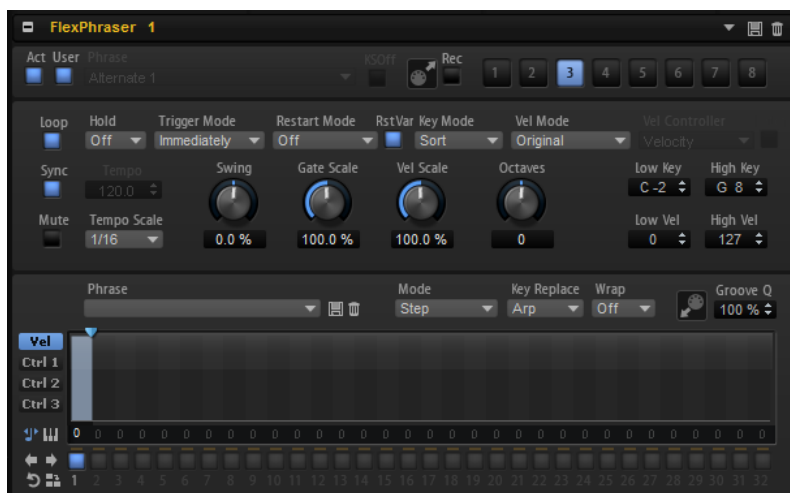 FlexPhraser 1
Act User Phrase KSOff Rec
Alternate 1 1 2 3 4 5 6 7 8
Loop Hold Trigger Mode Restart Mode RstVar Key Mode Vel Mode Vel Controller
Off Immediately Off Sort Original Velocity
Sync Tempo Swing Gate Scale Vel Scale Octaves Low Key High Key
120.0 C -2 G 8
Mute Tempo Scale Low Vel High Vel
1/16 0.0 % 100.0 % 100.0 % 0 0 127
Phrase Mode Key Replace Wrap Groove Q
Step Arp Off 100 %
Vel
Ctrl 1
Ctrl 2
Ctrl 3
0 0 0 0 0 0 0 0 0 0 0 0 0 0 0 0 0 0 0 0 0 0 0 0 0 0 0 0 0 0 0 0
1 2 3 4 5 6 7 8 9 10 11 12 13 14 15 16 17 18 19 20 21 22 23 24 25 26 27 28 29 30 31 32